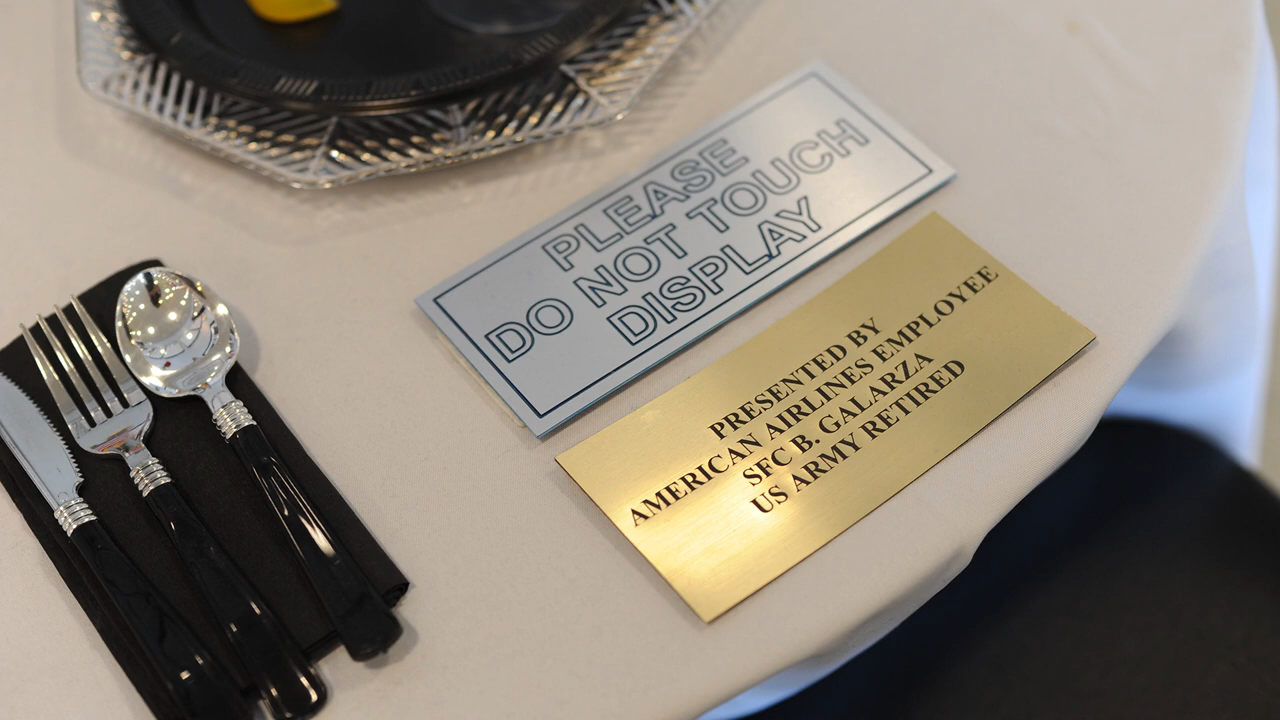 PLEASE
DO NOT TOUCH
DISPLAY
PRESENTED BY
AMERICAN AIRLINES EMPLOYEE
SFC B. GALARZA
US ARMY RETIRED